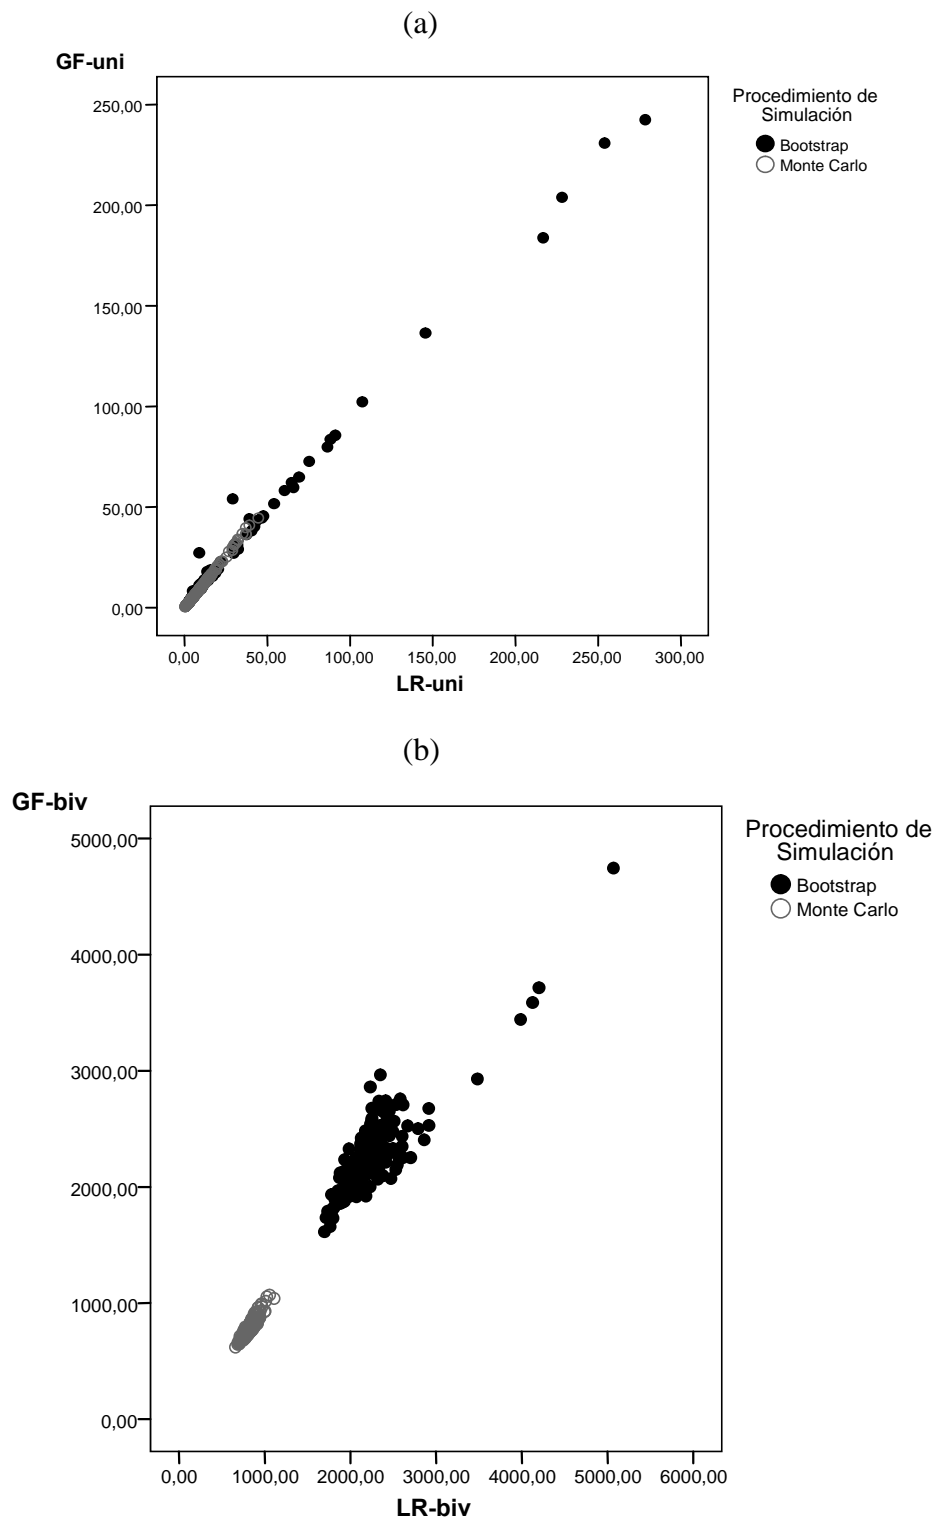 (a)
GF-uni
250,00
200,00
150,00
100,00
50,00
0,00
0,00 50,00 100,00 150,00 200,00 250,00 300,00
LR-uni
Procedimiento de
Simulación
Bootstrap
Monte Carlo
(b)
GF-biv
5000,00
4000,00
3000,00
2000,00
1000,00
0,00
0,00 1000,00 2000,00 3000,00 4000,00 5000,00 6000,00
LR-biv
Procedimiento de
Simulación
Bootstrap
Monte Carlo